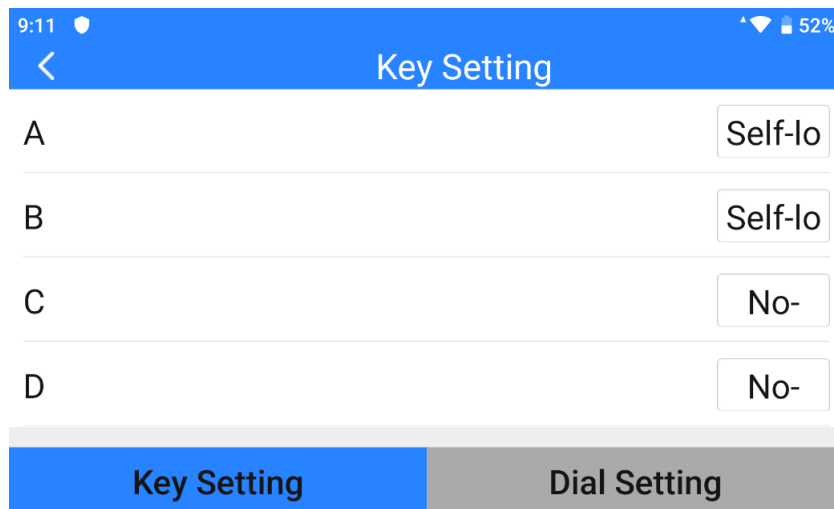 9:11 52%
Key Setting
A Self-lo
B Self-lo
C No-
D No-
Key Setting Dial Setting